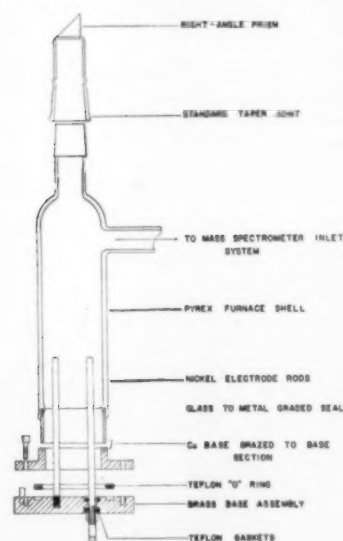 RIGHT-ANGLE PRISM
STANDARD TAPER JOINT
TO MASS SPECTROMETER INLET
SYSTEM
PYREX FURNACE SHELL
NICKEL ELECTRODE RODS
GLASS TO METAL GRADED SEAL
Cu BASE BRAZED TO BASE
SECTION
TEFLON "O" RING
BRASS BASE ASSEMBLY
TEFLON GASKETS